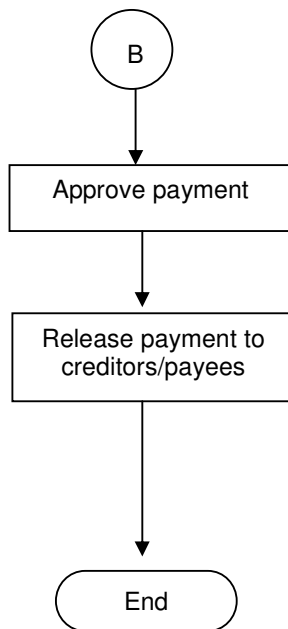 B
Approve payment
Release payment to
creditors/payees
End